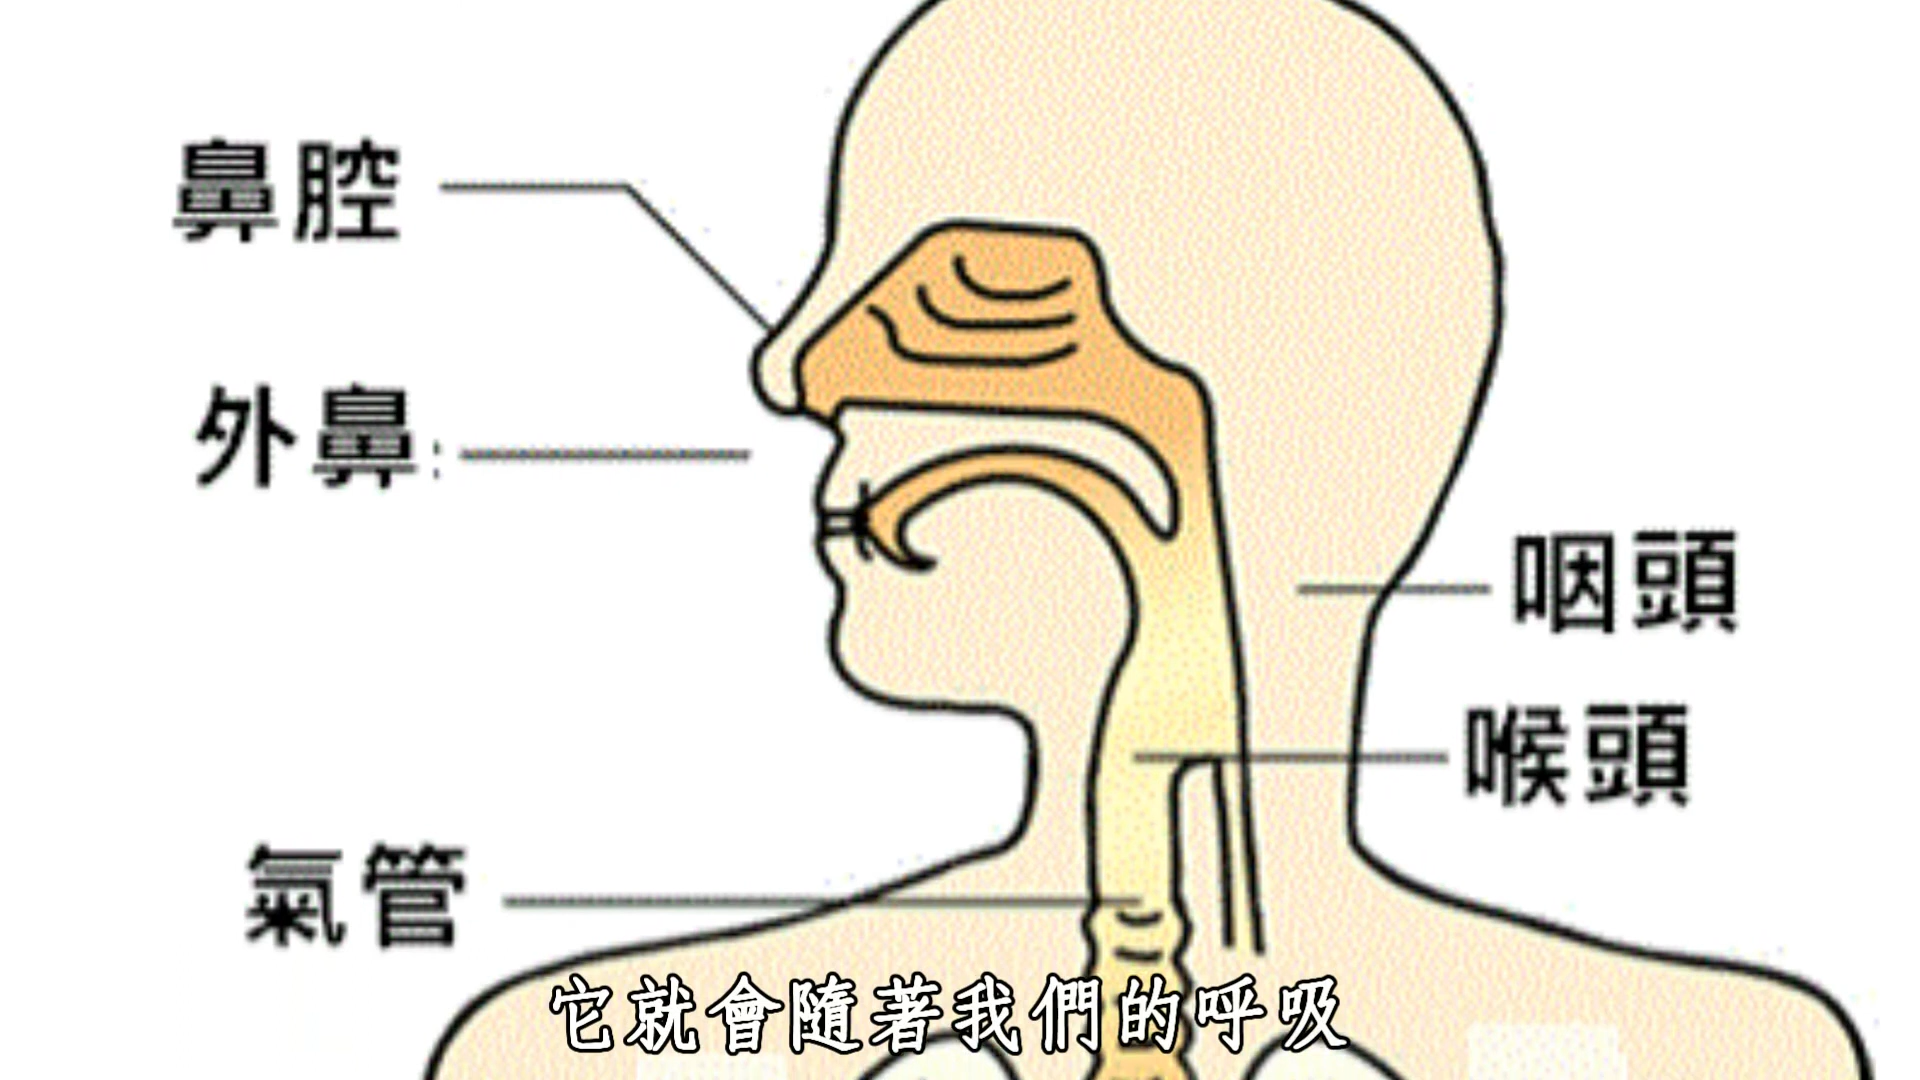 鼻腔
外鼻:
咽頭
喉頭
氣管
它就會隨著我們的呼吸